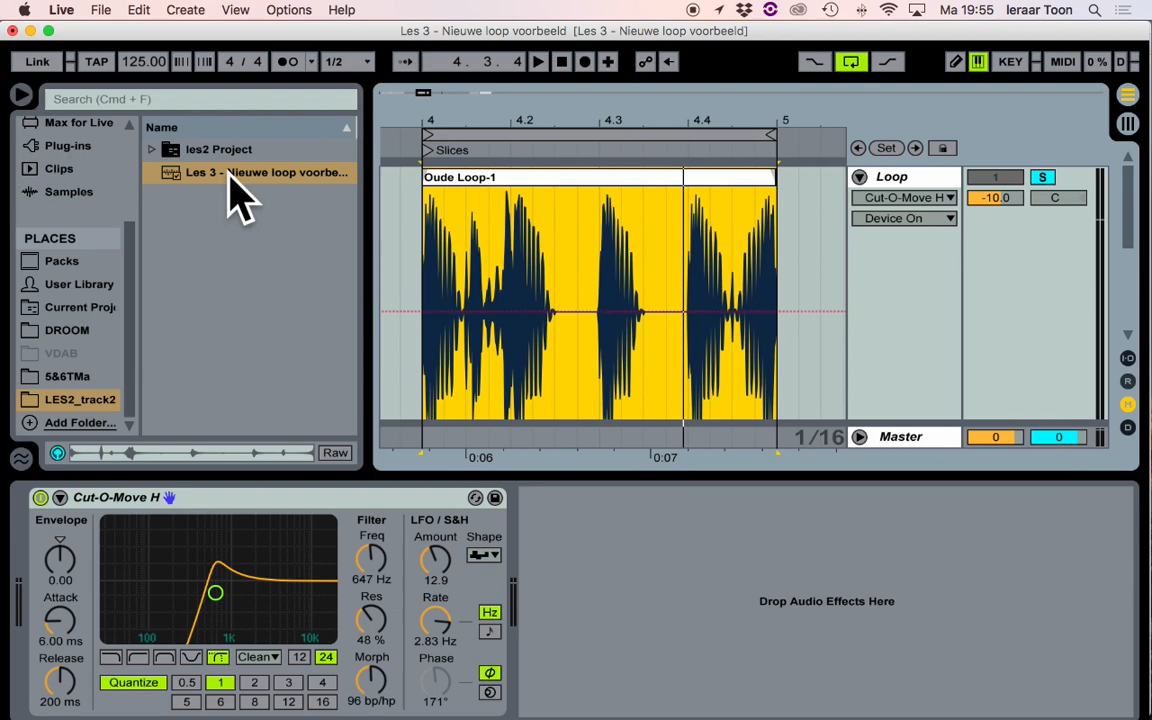 Live File Edit Create View Options Help Ma 19:55 leraar Toon
Les 3 - Nieuwe loop voorbeeld [Les 3 - Nieuwe loop voorbeeld]
Link TAP 125.00 4 / 4 1/2 4. 3. 4 KEY MIDI 0 % D
Search (Cmd + F)
Max for Live
Plug-ins
Clips
Samples
PLACES
Packs
User Library
Current Proj
DROOM
VDAB
5&6TMa
LES2_track2
Add Folder...
Name
les2 Project
Les 3 - Nieuwe loop voorbe...
Raw
4 4.2 4.3 4.4 5
Slices
Set
Oude Loop-1
Loop 1 S
Cut-O-Move H -10.0 C
Device On
I·O
R
H
D
1/16 Master 0 0
0:06 0:07
Cut-O-Move H
Envelope
0.00
Attack
6.00 ms
Release
200 ms
100 1K 10K
Clean 12 24
Quantize 0.5 1 2 3 4
5 6 8 12 16
Filter
Freq
647 Hz
Res
48 %
Morph
96 bp/hp
LFO / S&H
Amount Shape
12.9
Rate
Hz
2.83 Hz
Phase
171°
Drop Audio Effects Here